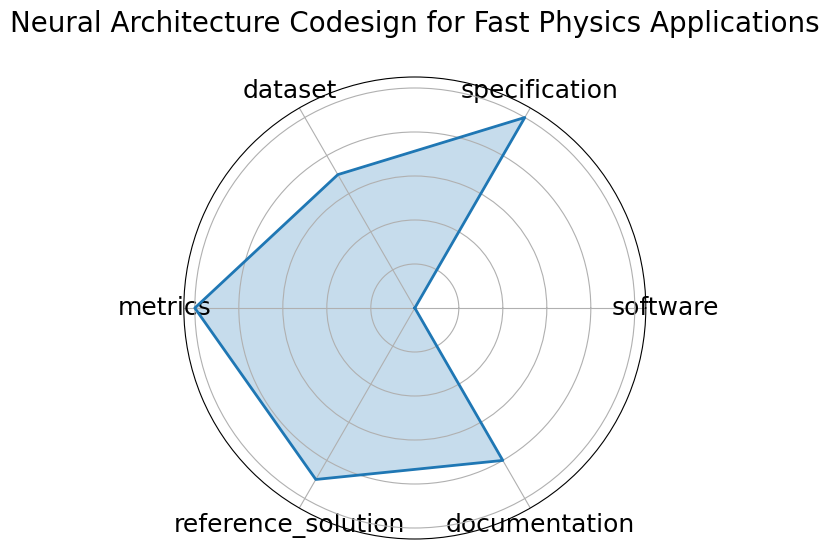 Neural Architecture Codesign for Fast Physics Applications
dataset
specification
metrics
software
reference_solution
documentation